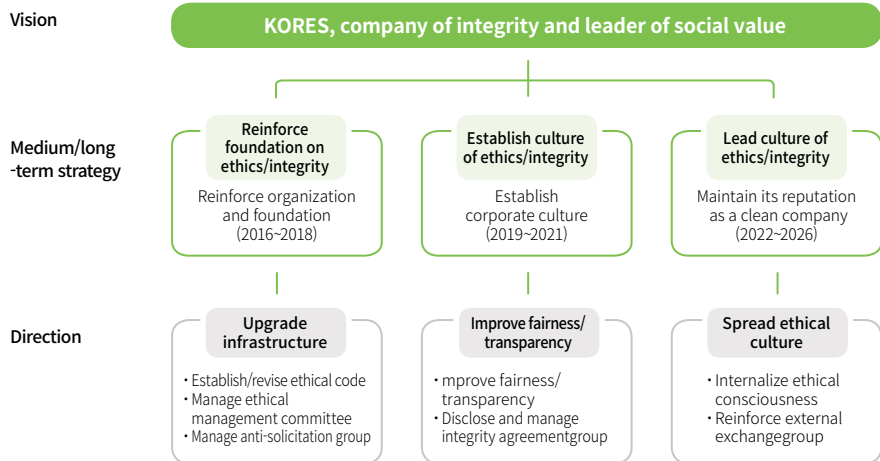 Vision
KORES, company of integrity and leader of social value
Medium/long
-term strategy
Reinforce
foundation on
ethics/integrity
Reinforce organization
and foundation
(2016~2018)
Establish culture
of ethics/integrity
Establish
corporate culture
(2019~2021)
Lead culture of
ethics/integrity
Maintain its reputation
as a clean company
(2022~2026)
Direction
Upgrade
infrastructure
• Establish/revise ethical code
• Manage ethical
management committee
• Manage anti-solicitation group
Improve fairness/
transparency
• mprove fairness/
transparency
• Disclose and manage
integrity agreementgroup
Spread ethical
culture
• Internalize ethical
consciousness
• Reinforce external
exchangegroup